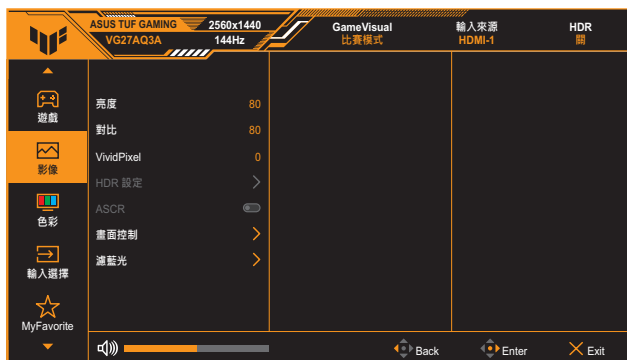 ASUS TUF GAMING 2560x1440 GameVisual 輸入來源 HDR
VG27AQ3A 144Hz 比賽模式 HDMI-1 關
遊戲
影像
色彩
輸入選擇
MyFavorite
亮度 80
對比 80
VividPixel 0
HDR 設定
ASCR
畫面控制
濾藍光
Back Enter Exit